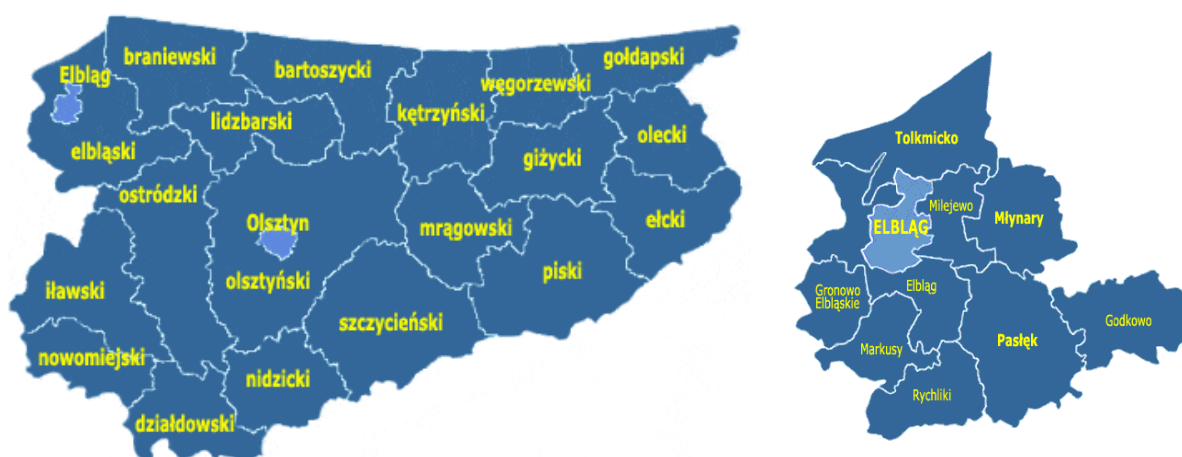 gołdapski
braniewski
bartoszycki
Elbląg
węgorzewski
kętrzyński
lidzbarski
olecki
elbląski
giżycki
ostródzki
ełcki
Olsztyn
mrągowski
piski
olsztyński
iławski
szczycieński
nowomiejski
nidzicki
działdowski
Tolkmicko
Milejewo
Młynary
ELBLĄG
Gronowo
Elbląskie
Elbląg
Godkowo
Pasłęk
Markusy
Rychliki